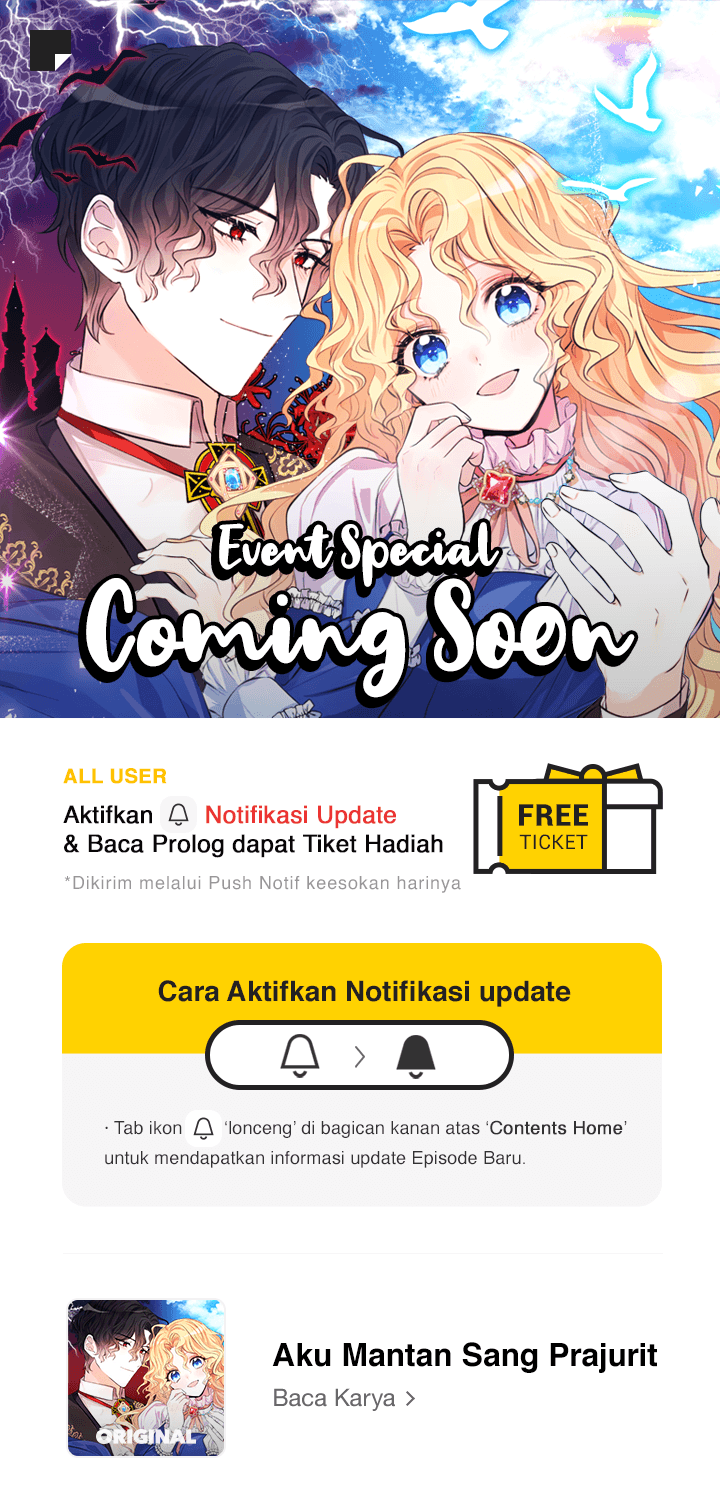 Event Special
Coming Soon
ALL USER
Aktifkan Notifikasi Update
& Baca Prolog dapat Tiket Hadiah
*Dikirim melalui Push Notif keesokan harinya
FREE
TICKET
Cara Aktifkan Notifikasi update
· Tab ikon ‘lonceng’ di bagican kanan atas ‘Contents Home’
untuk mendapatkan informasi update Episode Baru.
ORIGINAL
Aku Mantan Sang Prajurit
Baca Karya >